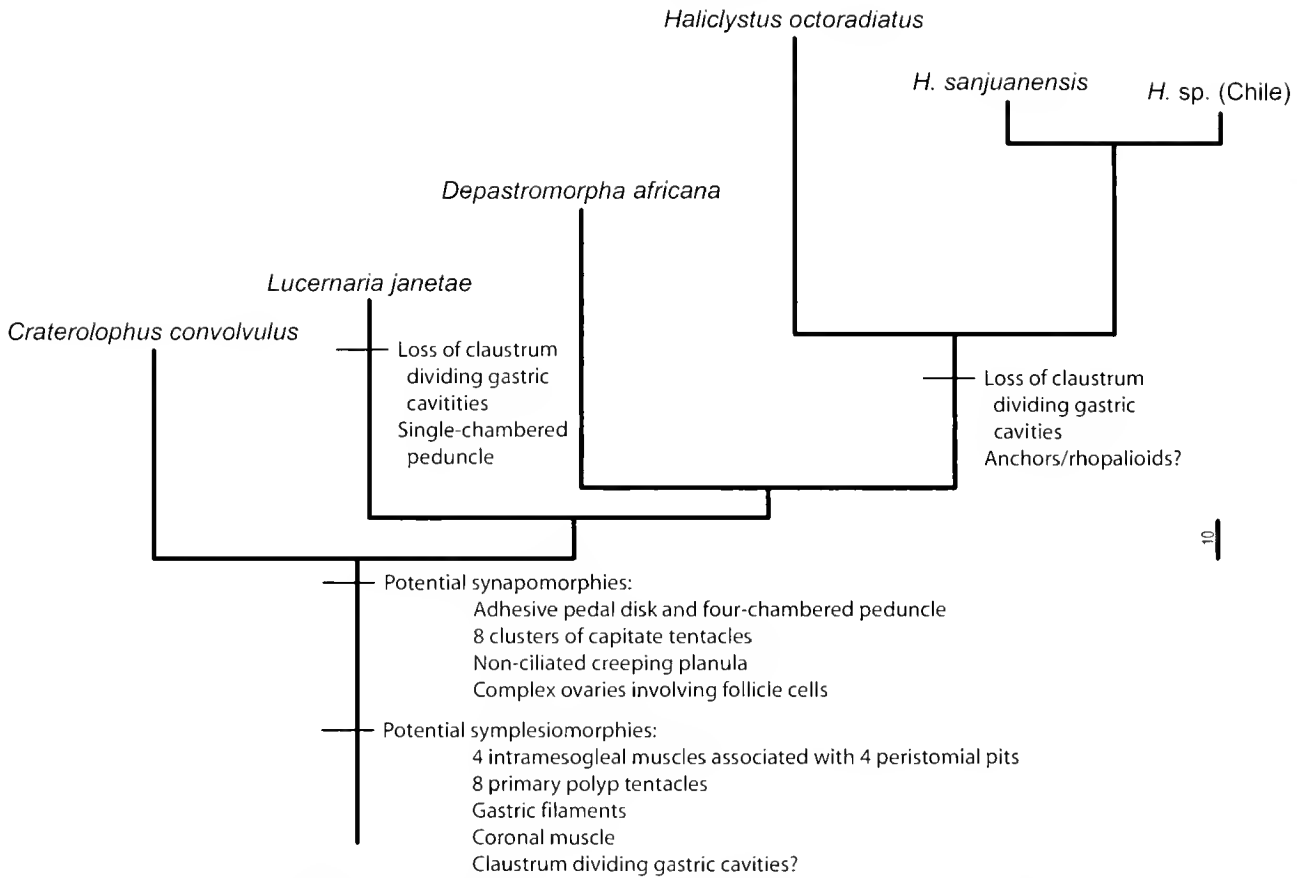 Haliclystus octoradiatus
H. sanjuanensis
H. sp. (Chile)
Depastromorpha africana
Lucernaria janetae
Craterolophus convolvulus
Loss of claustrum
dividing gastric
cavitities
Single-chambered
peduncle
Loss of claustrum
dividing gastric
cavities
Anchors/rhopalioids?
10
Potential synapomorphies:
Adhesive pedal disk and four-chambered peduncle
8 clusters of capitate tentacles
Non-ciliated creeping planula
Complex ovaries involving follicle cells
Potential symplesiomorphies:
4 intramesogleal muscles associated with 4 peristomial pits
8 primary polyp tentacles
Gastric filaments
Coronal muscle
Claustrum dividing gastric cavities?